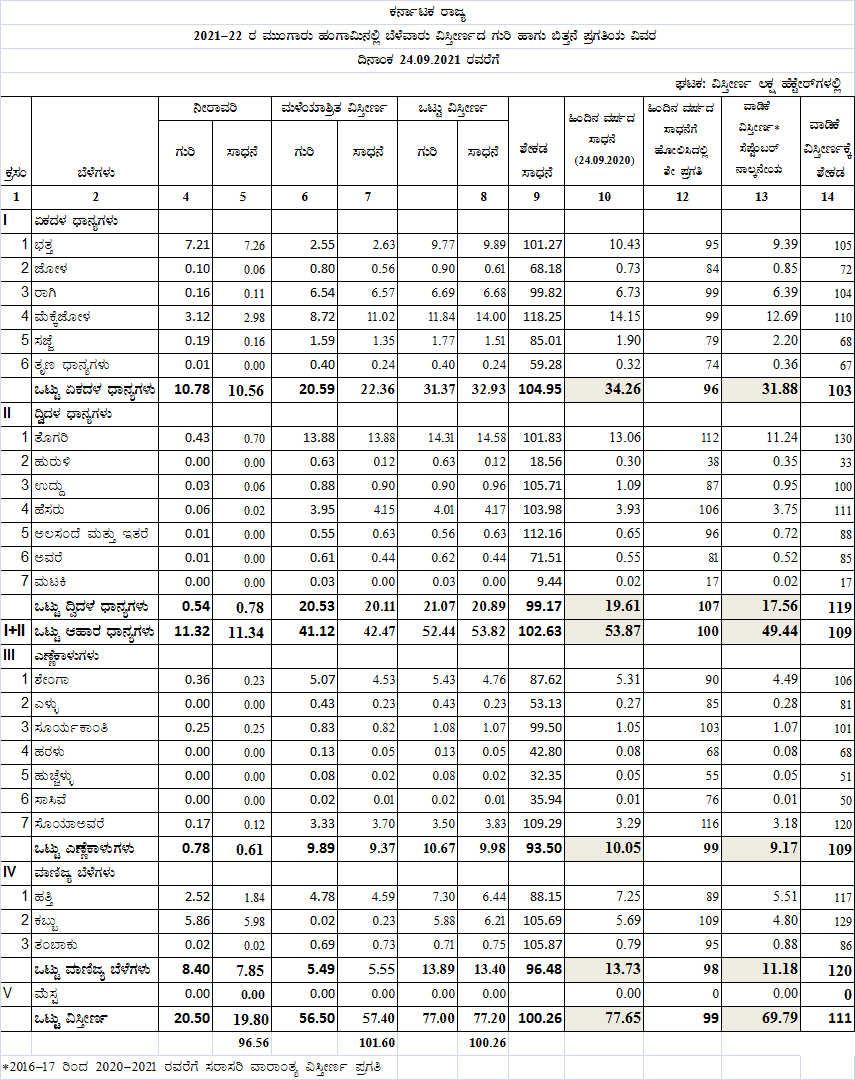 ಕರ್ನಾಟಕ ರಾಜ್ಯ
2021–22 ರ ಮುಂಗಾರು ಹಂಗಾಮಿನಲ್ಲಿ ಬೆಳೆವಾರು ವಿಸ್ತೀರ್ಣದ ಗುರಿ ಹಾಗು ಬಿತ್ತನೆ ಪ್ರಗತಿಯ ವಿವರ
ದಿನಾಂಕ 24.09.2021 ರವರೆಗೆ
ಘಟಕ: ವಿಸ್ತೀರ್ಣ ಲಕ್ಷ ಹೆಕ್ಟೇರ್‌ಗಳಲ್ಲಿ
ಕ್ರಸಂ ಬೆಳೆಗಳು ನೀರಾವರಿ ಮಳೆಯಾಶ್ರಿತ ವಿಸ್ತೀರ್ಣ ಒಟ್ಟು ವಿಸ್ತೀರ್ಣ ಶೇಕಡ ಸಾಧನೆ ಹಿಂದಿನ ವರ್ಷದ ಸಾಧನೆ (24.09.2020) ಹಿಂದಿನ ವರ್ಷದ ಸಾಧನೆಗೆ ಹೋಲಿಸಿದಲ್ಲಿ ಶೇ ಪ್ರಗತಿ ವಾಡಿಕೆ ವಿಸ್ತೀರ್ಣ* ಸೆಪ್ಟೆಂಬರ್ ನಾಲ್ಕನೇಯ ವಾಡಿಕೆ ವಿಸ್ತೀರ್ಣಕ್ಕೆ ಶೇಕಡ
ಗುರಿ ಸಾಧನೆ ಗುರಿ ಸಾಧನೆ ಗುರಿ ಸಾಧನೆ
1 2 4 5 6 7 8 9 10 12 13 14
I ಏಕದಳ ಧಾನ್ಯಗಳು
1 ಭತ್ತ 7.21 7.26 2.55 2.63 9.77 9.89 101.27 10.43 95 9.39 105
2 ಜೋಳ 0.10 0.06 0.80 0.56 0.90 0.61 68.18 0.73 84 0.85 72
3 ರಾಗಿ 0.16 0.11 6.54 6.57 6.69 6.68 99.82 6.73 99 6.39 104
4 ಮೆಕ್ಕೆಜೋಳ 3.12 2.98 8.72 11.02 11.84 14.00 118.25 14.15 99 12.69 110
5 ಸಜ್ಜೆ 0.19 0.16 1.59 1.35 1.77 1.51 85.01 1.90 79 2.20 68
6 ತೃಣ ಧಾನ್ಯಗಳು 0.01 0.00 0.40 0.24 0.40 0.24 59.28 0.32 74 0.36 67
ಒಟ್ಟು ಏಕದಳ ಧಾನ್ಯಗಳು 10.78 10.56 20.59 22.36 31.37 32.93 104.95 34.26 96 31.88 103
II ದ್ವಿದಳ ಧಾನ್ಯಗಳು
1 ತೊಗರಿ 0.43 0.70 13.88 13.88 14.31 14.58 101.83 13.06 112 11.24 130
2 ಹುರುಳಿ 0.00 0.00 0.63 0.12 0.63 0.12 18.56 0.30 38 0.35 33
3 ಉದ್ದು 0.03 0.06 0.88 0.90 0.90 0.96 105.71 1.09 87 0.95 100
4 ಹೆಸರು 0.06 0.02 3.95 4.15 4.01 4.17 103.98 3.93 106 3.75 111
5 ಅಲಸಂದೆ ಮತ್ತು ಇತರೆ 0.01 0.00 0.55 0.63 0.56 0.63 112.16 0.65 96 0.72 88
6 ಅವರೆ 0.01 0.00 0.61 0.44 0.62 0.44 71.51 0.55 81 0.52 85
7 ಮಟಕಿ 0.00 0.00 0.03 0.00 0.03 0.00 9.44 0.02 17 0.02 17
ಒಟ್ಟು ದ್ವಿದಳ ಧಾನ್ಯಗಳು 0.54 0.78 20.53 20.11 21.07 20.89 99.17 19.61 107 17.56 119
I+II ಒಟ್ಟು ಆಹಾರ ಧಾನ್ಯಗಳು 11.32 11.34 41.12 42.47 52.44 53.82 102.63 53.87 100 49.44 109
III ಎಣ್ಣೆಕಾಳುಗಳು
1 ಶೇಂಗಾ 0.36 0.23 5.07 4.53 5.43 4.76 87.62 5.31 90 4.49 106
2 ಎಳ್ಳು 0.00 0.00 0.43 0.23 0.43 0.23 53.13 0.27 85 0.28 81
3 ಸೂರ್ಯಕಾಂತಿ 0.25 0.25 0.83 0.82 1.08 1.07 99.50 1.05 103 1.07 101
4 ಹರಳು 0.00 0.00 0.13 0.05 0.13 0.05 42.80 0.08 68 0.08 68
5 ಹುಚ್ಚೆಳ್ಳು 0.00 0.00 0.08 0.02 0.08 0.02 32.35 0.05 55 0.05 51
6 ಸಾಸಿವೆ 0.00 0.00 0.02 0.01 0.02 0.01 35.94 0.01 76 0.01 50
7 ಸೊಯಾಅವರೆ 0.17 0.12 3.33 3.70 3.50 3.83 109.29 3.29 116 3.18 120
ಒಟ್ಟು ಎಣ್ಣೆಕಾಳುಗಳು 0.78 0.61 9.89 9.37 10.67 9.98 93.50 10.05 99 9.17 109
IV ವಾಣಿಜ್ಯ ಬೆಳೆಗಳು
1 ಹತ್ತಿ 2.52 1.84 4.78 4.59 7.30 6.44 88.15 7.25 89 5.51 117
2 ಕಬ್ಬು 5.86 5.98 0.02 0.23 5.88 6.21 105.69 5.69 109 4.80 129
3 ತಂಬಾಕು 0.02 0.02 0.69 0.73 0.71 0.75 105.87 0.79 95 0.88 86
ಒಟ್ಟು ವಾಣಿಜ್ಯ ಬೆಳೆಗಳು 8.40 7.85 5.49 5.55 13.89 13.40 96.48 13.73 98 11.18 120
V ಮೆಸ್ತ 0.00 0.00 0.00 0.00 0.00 0.00 0.00 0 0.00 0
ಒಟ್ಟು ವಿಸ್ತೀರ್ಣ 20.50 19.80 56.50 57.40 77.00 77.20 100.26 77.65 99 69.79 111
96.56 101.60 100.26
*2016–17 ರಿಂದ 2020–2021 ರವರೆಗೆ ಸರಾಸರಿ ವಾರಾಂತ್ಯ ವಿಸ್ತೀರ್ಣ ಪ್ರಗತಿ